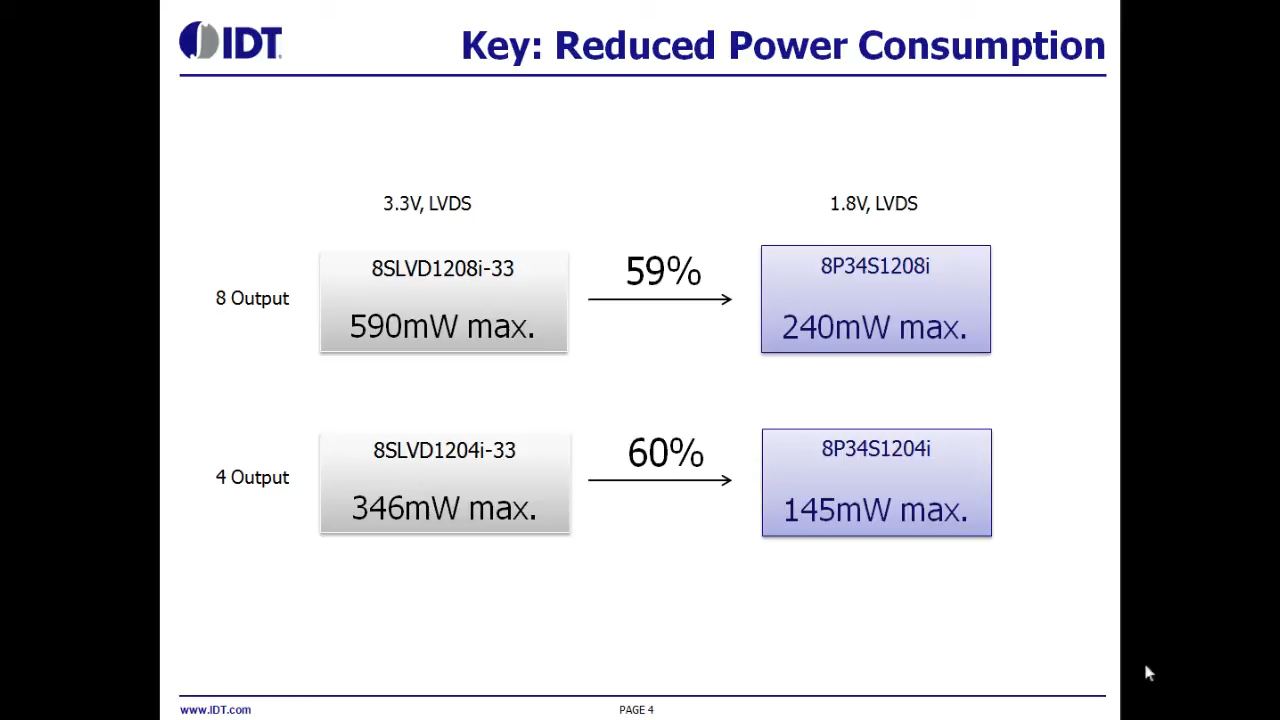 IDT
Key: Reduced Power Consumption
3.3V, LVDS
1.8V, LVDS
8 Output
8SLVD1208i-33
590mW max.
59%
8P34S1208i
240mW max.
4 Output
8SLVD1204i-33
346mW max.
60%
8P34S1204i
145mW max.
www.IDT.com
PAGE 4